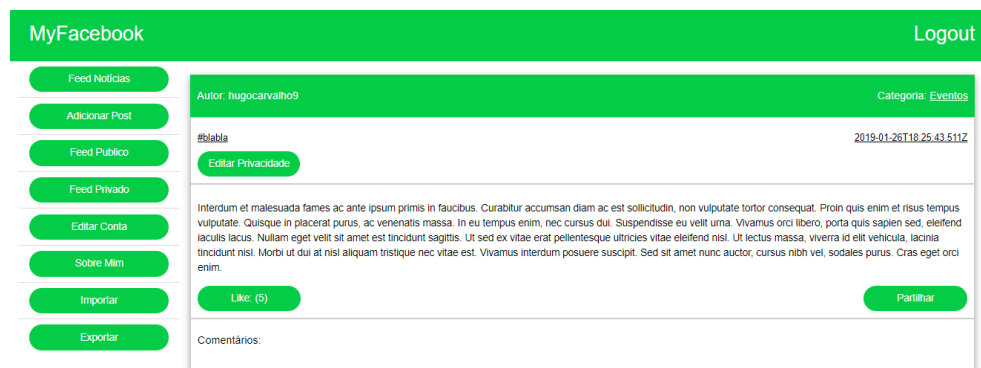 MyFacebook
Logout
Feed Notícias
Adicionar Post
Feed Publico
Feed Privado
Editar Conta
Sobre Mim
Importar
Exportar
Autor: hugocarvalho9
Categoria: Eventos
#blabla
2019-01-26T18:25:43.511Z
Editar Privacidade
Interdum et malesuada fames ac ante ipsum primis in faucibus. Curabitur accumsan diam ac est sollicitudin, non vulputate tortor consequat. Proin quis enim et risus tempus
vulputate. Quisque in placerat purus, ac venenatis massa. In eu tempus enim, nec cursus dui. Suspendisse eu velit urna. Vivamus orci libero, porta quis sapien sed, eleifend
iaculis lacus. Nullam eget velit sit amet est tincidunt sagittis. Ut sed ex vitae erat pellentesque ultricies vitae eleifend nisl. Ut lectus massa, viverra id elit vehicula, lacinia
tincidunt nisl. Morbi ut dui at nisl aliquam tristique nec vitae est. Vivamus interdum posuere suscipit. Sed sit amet nunc auctor, cursus nibh vel, sodales purus. Cras eget orci
enim.
Like: (5)
Partilhar
Comentários: